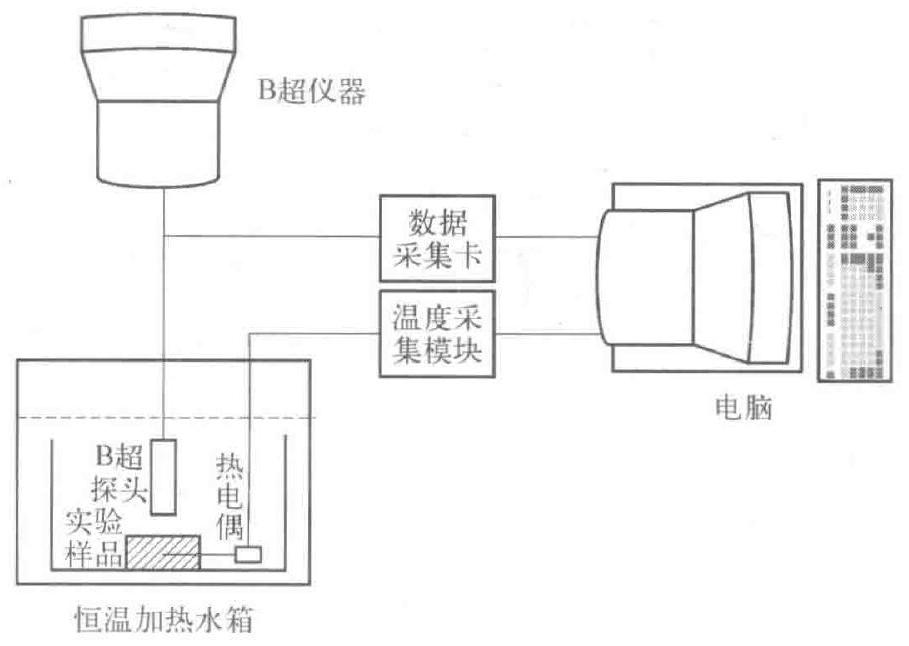 B超仪器
数据
采集卡
温度采
集模块
电脑
B超
探头
热
电
偶
实验
样品
恒温加热水箱